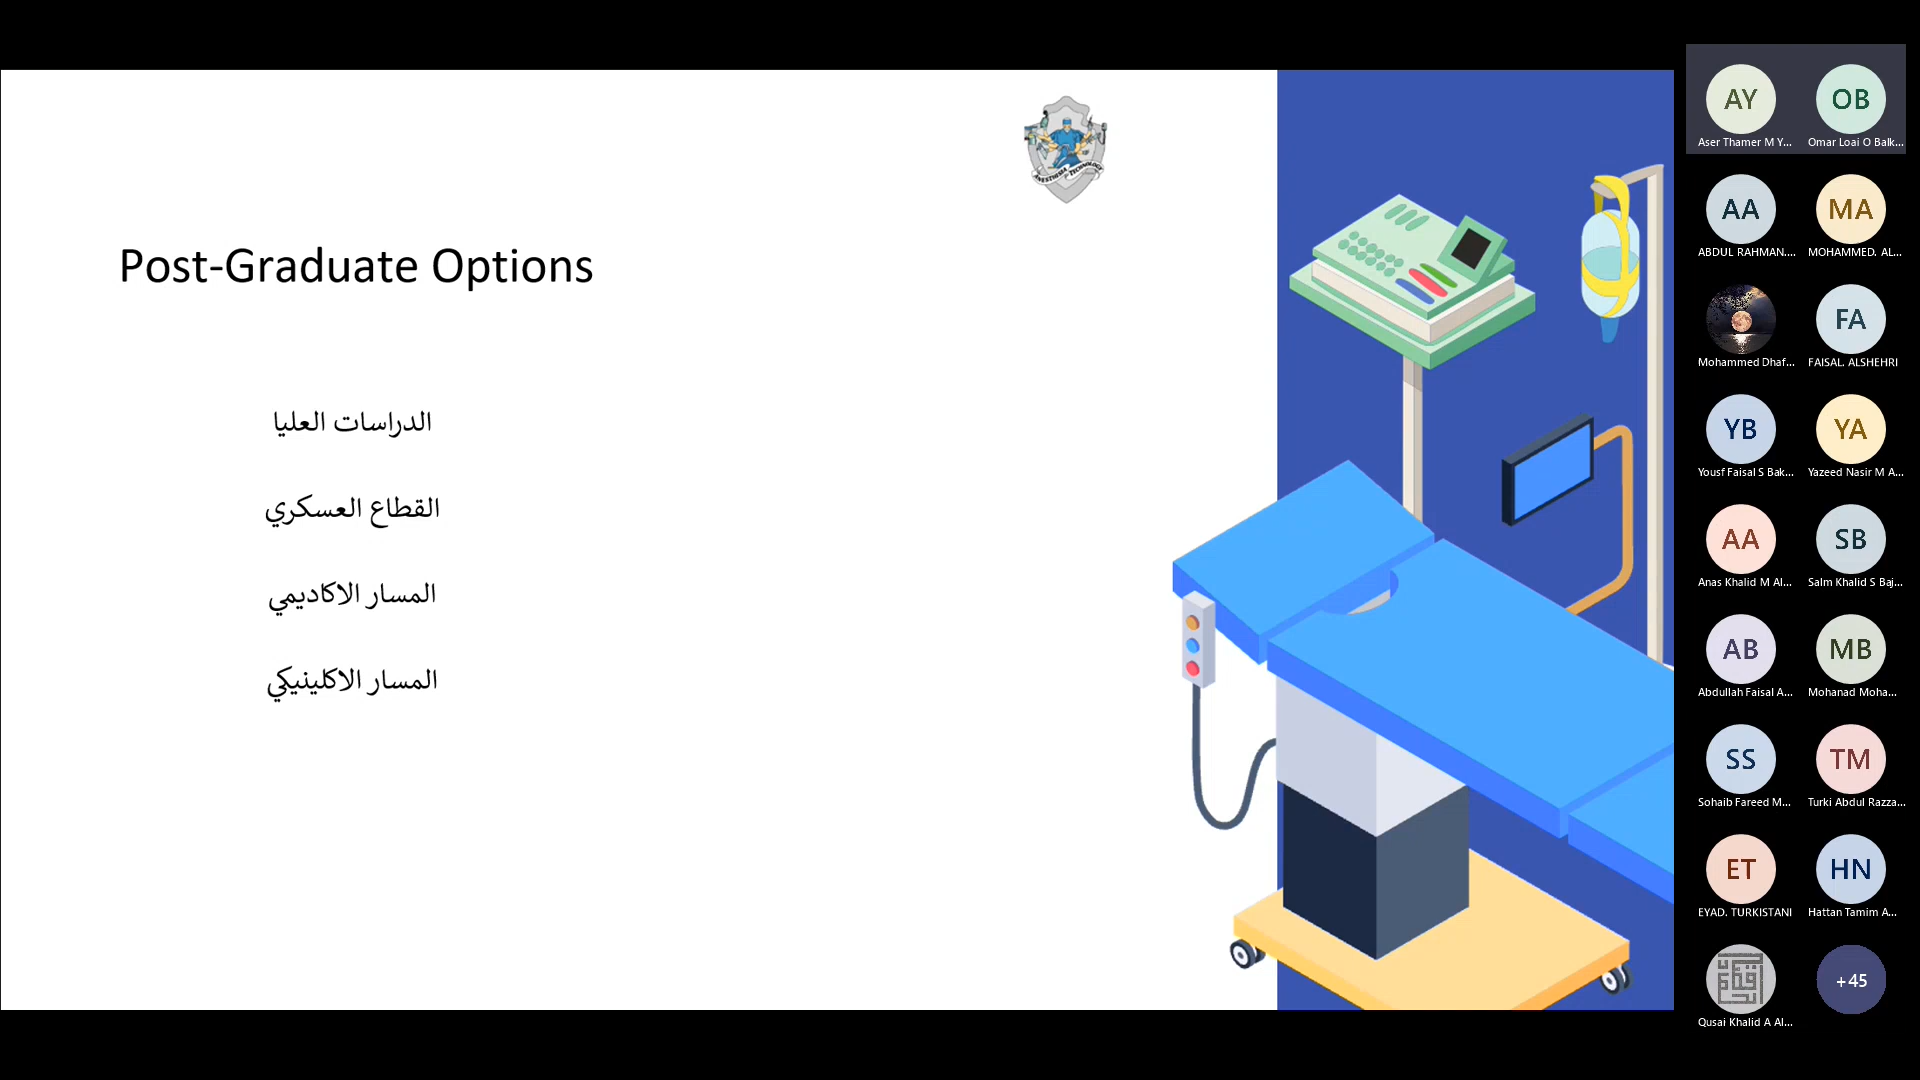 Post-Graduate Options
الدراسات العليا
القطاع العسكري
المسار الاكاديمي
المسار الاكلينيكي
ANESTHESIA TECHNOLOGY
AY
OB
Aser Thamer M Y...
Omar Loai O Balk...
AA
MA
ABDUL RAHMAN....
MOHAMMED. AL...
FA
Mohammed Dhaf...
FAISAL. ALSHEHRI
YB
YA
Yousf Faisal S Bak...
Yazeed Nasir M A...
AA
SB
Anas Khalid M Al...
Salm Khalid S Baj...
AB
MB
Abdullah Faisal A...
Mohanad Moha...
SS
TM
Sohaib Fareed M...
Turki Abdul Razza...
ET
HN
EYAD. TURKISTANI
Hattan Tamim A...
+45
Qusai Khalid A Al...